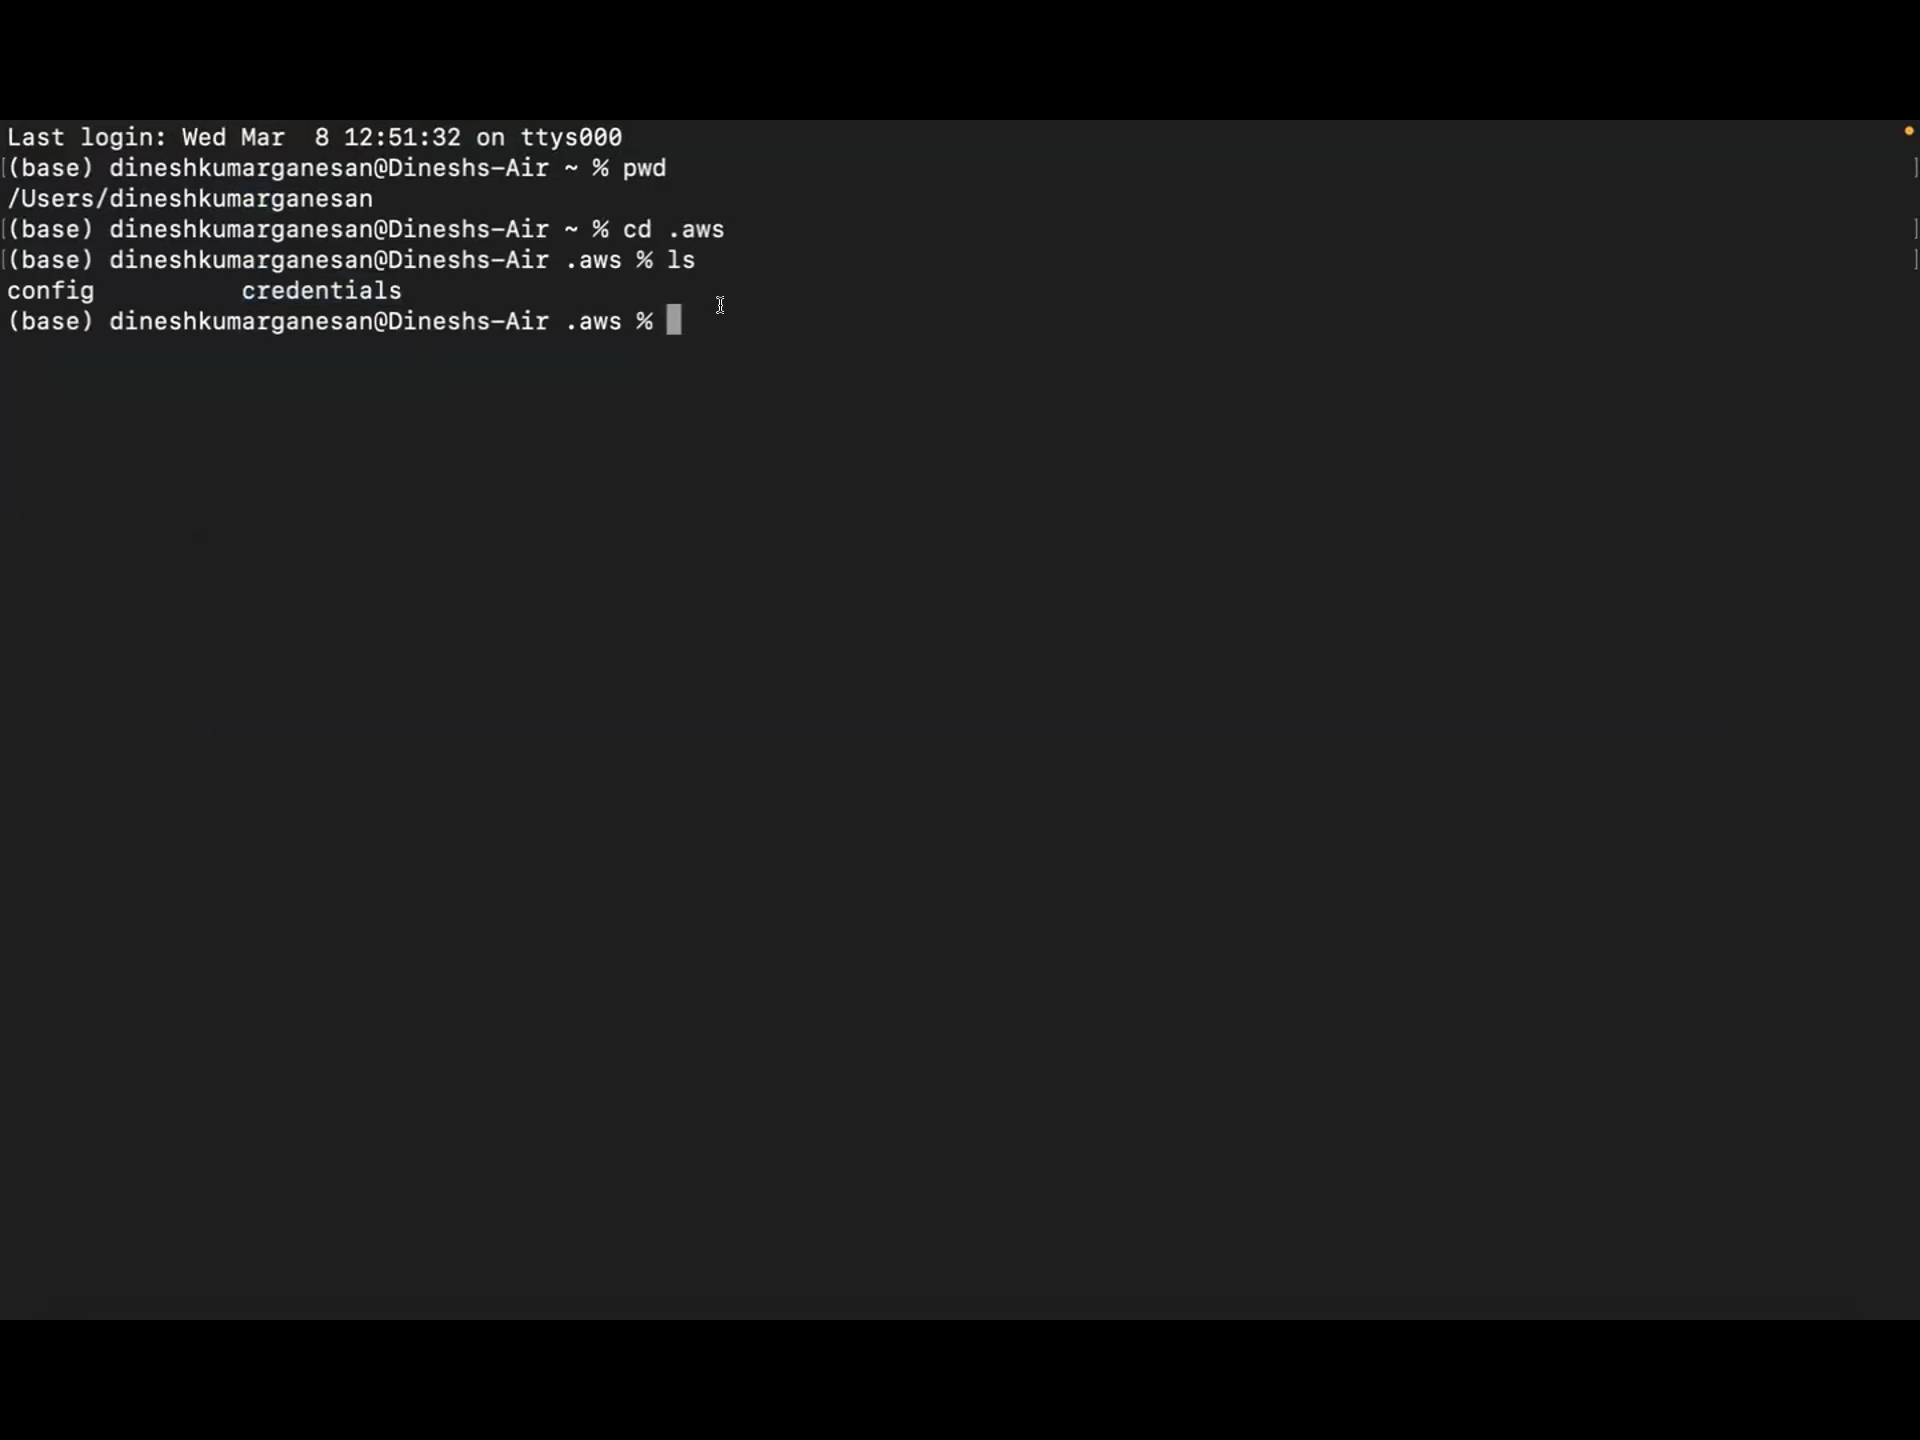 Last login: Wed Mar  8 12:51:32 on ttys000
[(base) dineshkumarganesan@Dineshs-Air ~ % pwd ]
/Users/dineshkumarganesan
[(base) dineshkumarganesan@Dineshs-Air ~ % cd .aws ]
[(base) dineshkumarganesan@Dineshs-Air .aws % ls ]
config          credentials
(base) dineshkumarganesan@Dineshs-Air .aws %